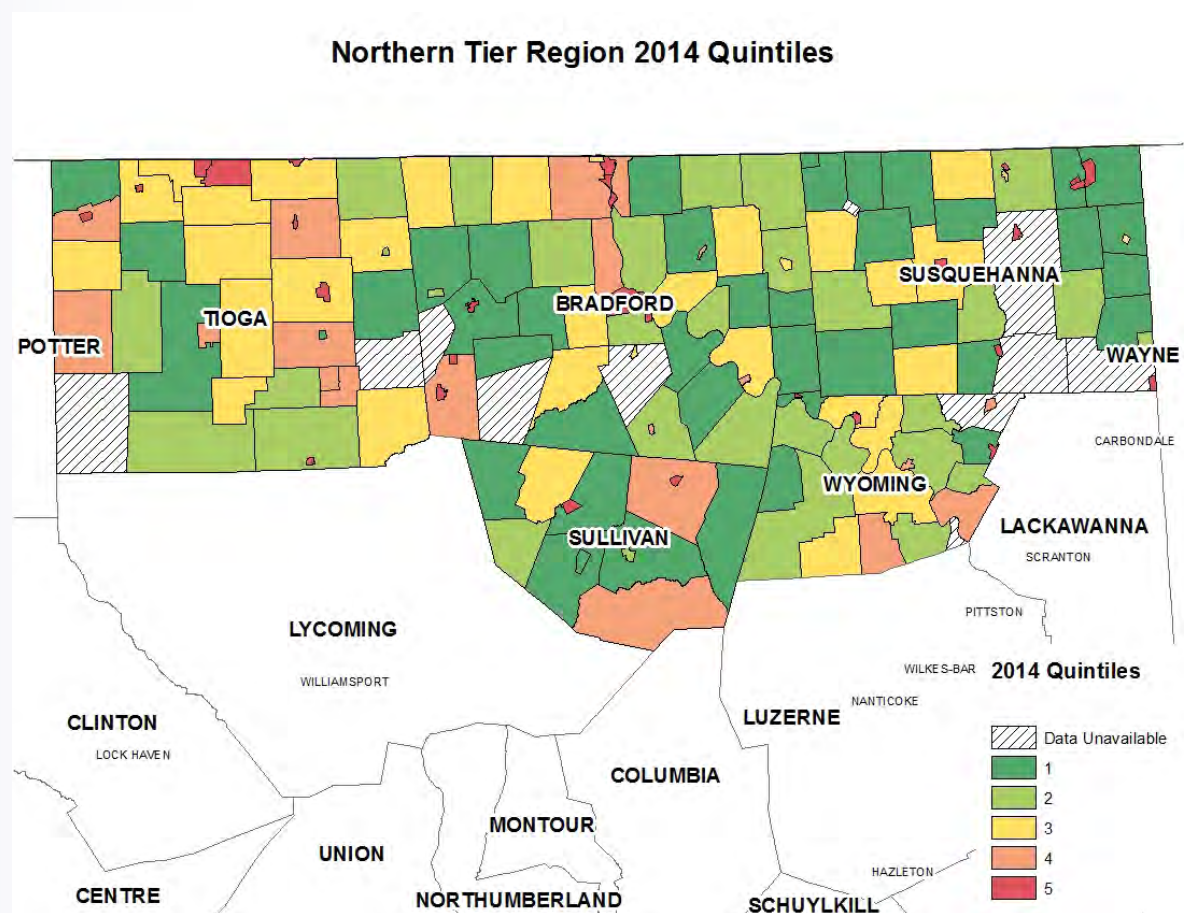 Northern Tier Region 2014 Quintiles
SUSQUEHANNA
BRADFORD
TIOGA
POTTER
WAYNE
CARBONDALE
WYOMING
LACKAWANNA
SULLIVAN
SCRANTON
PITTSTON
LYCOMING
WILKES-BAR
2014 Quintiles
WILLIAMSPORT
NANTICOKE
LUZERNE
CLINTON
Data Unavailable
LOCK HAVEN
1
COLUMBIA
2
MONTOUR
3
UNION
4
HAZLETON
5
CENTRE
NORTHUMBERLAND
SCHUYLKILL